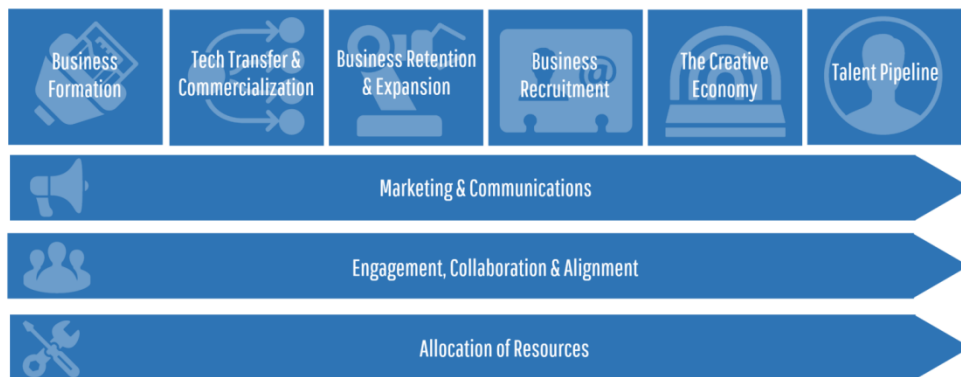 Business
Formation
Tech Transfer &
Commercialization
Business Retention
& Expansion
Business
Recruitment
The Creative
Economy
Talent Pipeline
Marketing & Communications
Engagement, Collaboration & Alignment
Allocation of Resources